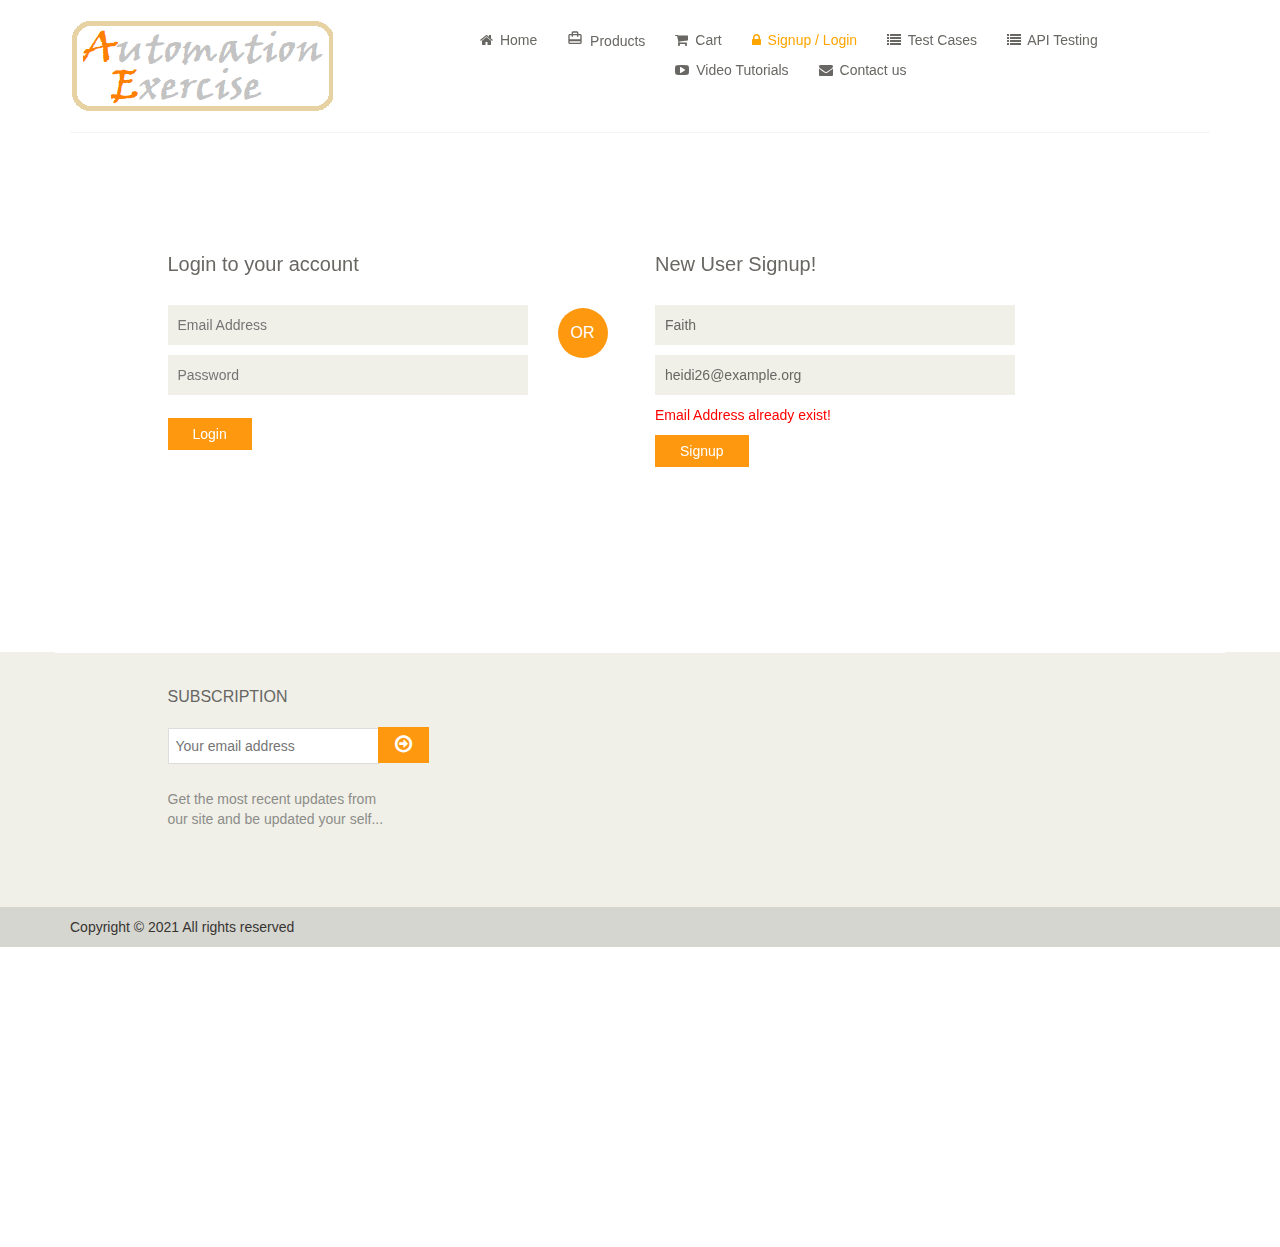 Automation
Exercise
Home
Products
Cart
Signup / Login
Test Cases
API Testing
Video Tutorials
Contact us
Login to your account
Email Address
Password
Login
OR
New User Signup!
Faith
heidi26@example.org
Email Address already exist!
Signup
SUBSCRIPTION
Your email address
Get the most recent updates from
our site and be updated your self...
Copyright © 2021 All rights reserved